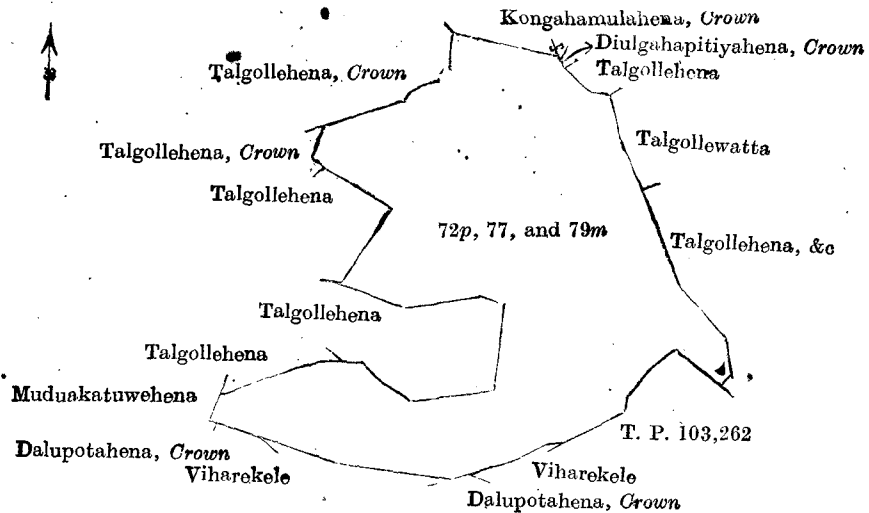 Kongahamulahena, Crown
Diulgahapitiyahena, Crown
Talgollehena, Crown
Talgollehena
Talgollewatta
Talgollehena, Crown
Talgollehena
72p, 77, and 79m
Talgollehena, &c
Talgollehena
Talgollehena
Muduakatuwehena
T. P. 103,262
Dalupotahena, Crown
Viharekele
Viharekele
Dalupotahena, Crown